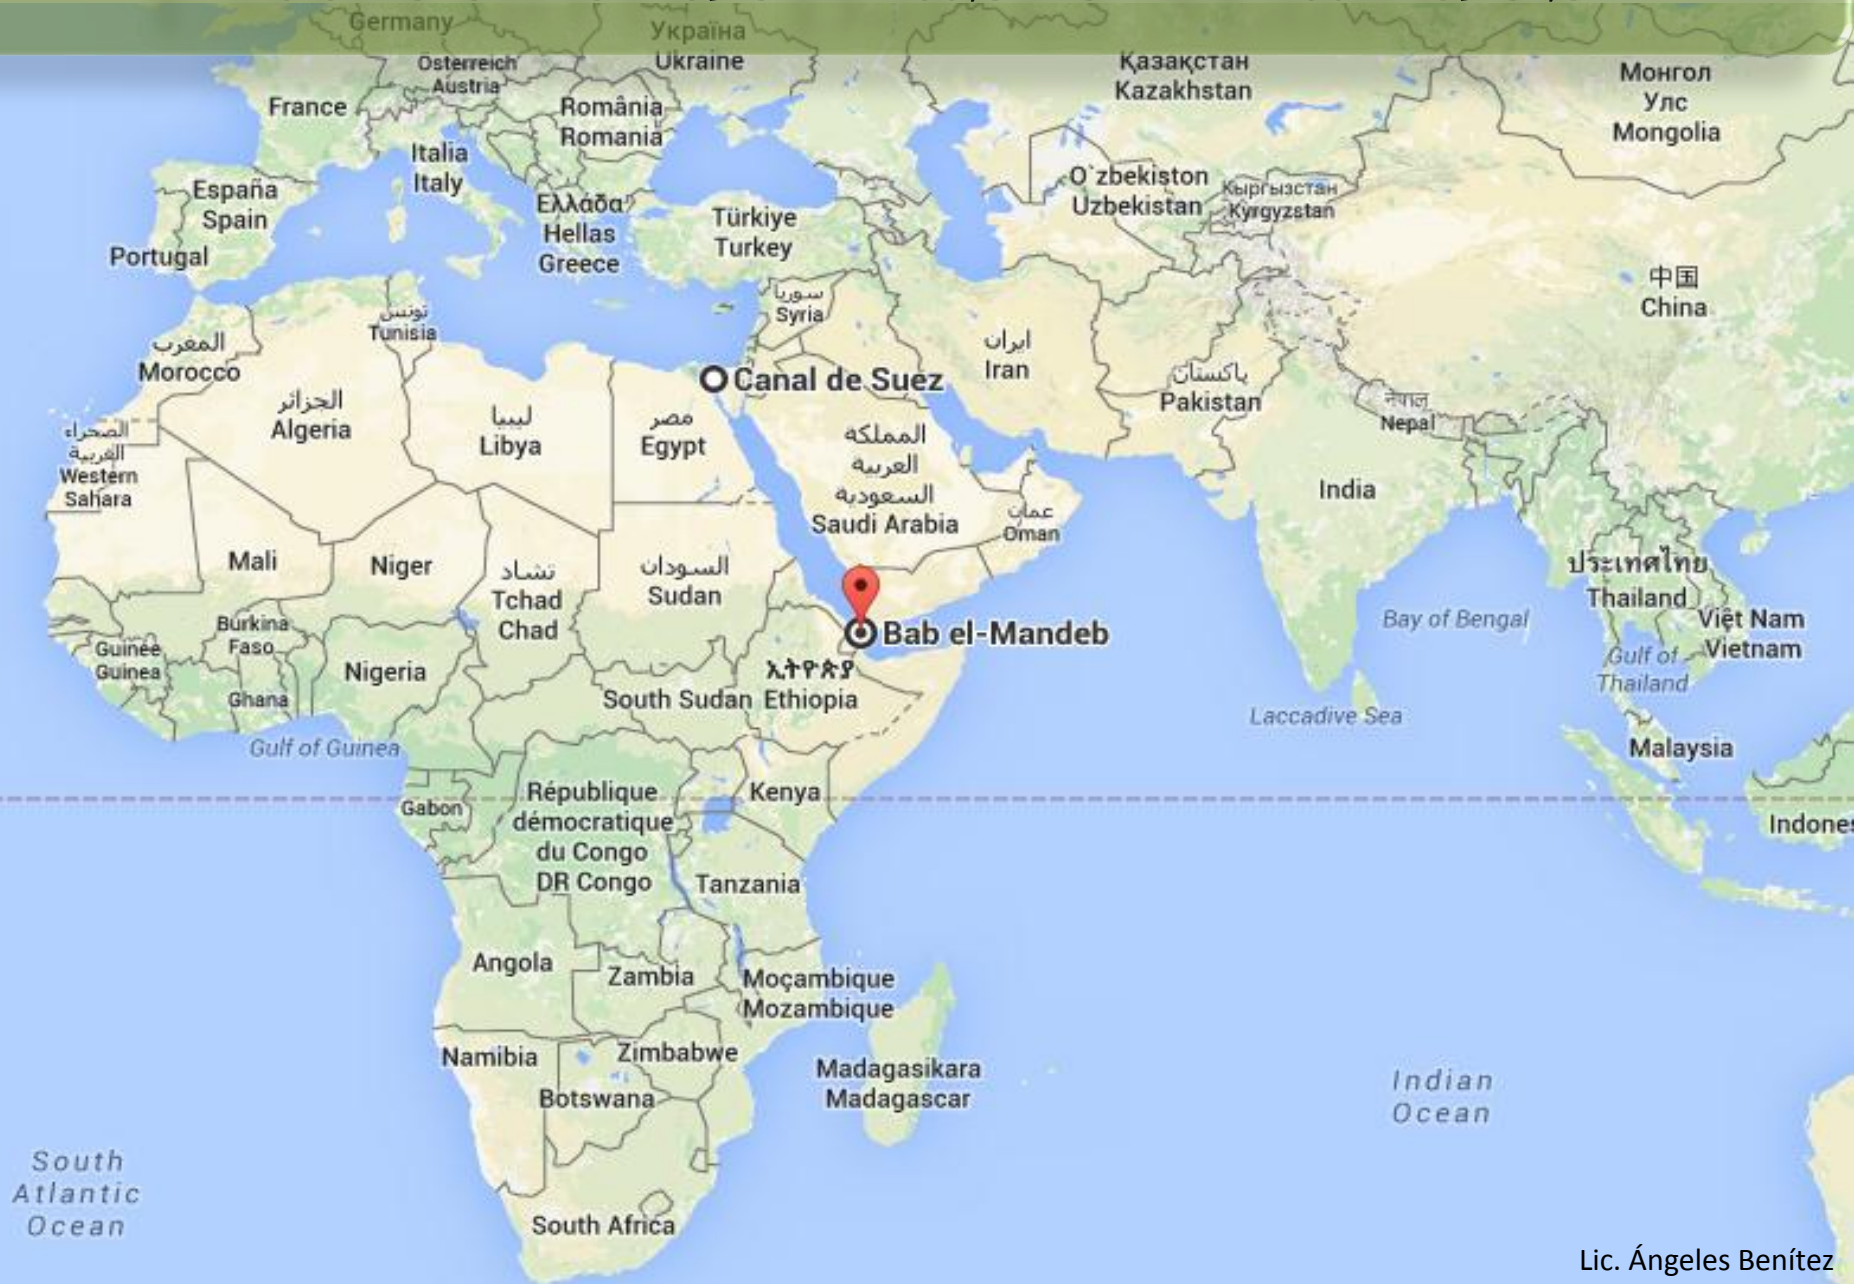 Germany
Україна
Ukraine
Österreich
Austria
Қазақстан
Kazakhstan
Монгол
Улс
Mongolia
France
România
Romania
Italia
Italy
O`zbekiston
Uzbekistan
Кыргызстан
Kyrgyzstan
España
Spain
Ελλάδα
Hellas
Greece
Türkiye
Turkey
Portugal
中国
China
سوريا
Syria
تونس
Tunisia
المغرب
Morocco
ایران
Iran
Canal de Suez
پاکستان
Pakistan
नेपाल
Nepal
الجزائر
Algeria
ليبيا
Libya
مصر
Egypt
المملكة
العربية
السعودية
Saudi Arabia
الصحراء
الغربية
Western
Sahara
India
عمان
Oman
Mali
Niger
تشاد
Tchad
Chad
السودان
Sudan
ประเทศไทย
Thailand
Việt Nam
Vietnam
Bay of Bengal
Burkina
Faso
Bab el-Mandeb
Guinée
Guinea
Nigeria
Ghana
ኢትዮጵያ
Ethiopia
South Sudan
Gulf of
Thailand
Laccadive Sea
Gulf of Guinea
Malaysia
Gabon
République
démocratique
du Congo
DR Congo
Kenya
Indones
Tanzania
Angola
Zambia
Moçambique
Mozambique
Namibia
Zimbabwe
Botswana
Madagasikara
Madagascar
Indian
Ocean
South
Atlantic
Ocean
South Africa
Lic. Ángeles Benítez